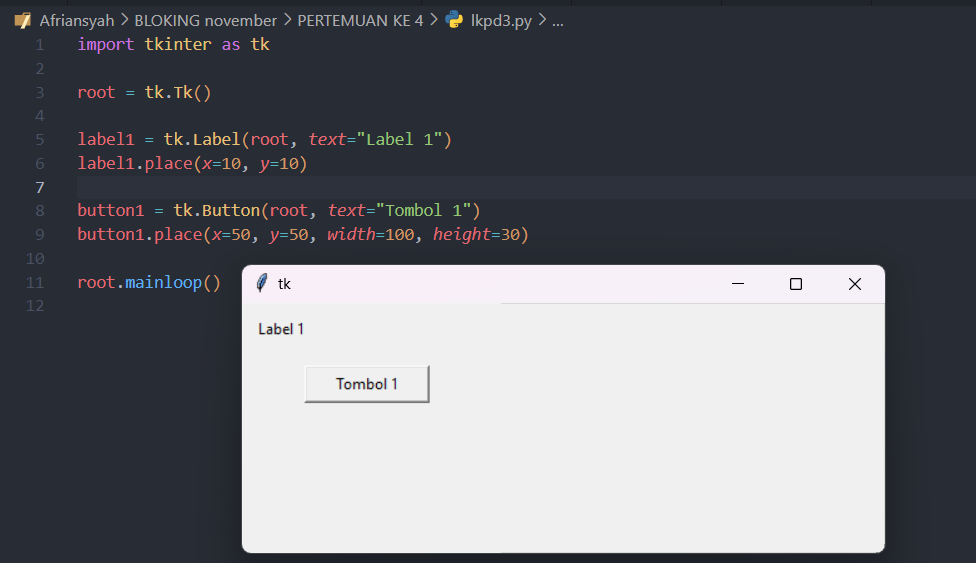 Afriansyah > BLOKING november > PERTEMUAN KE 4 > lkpd3.py > ...
1 import tkinter as tk
2
3 root = tk.Tk()
4
5 label1 = tk.Label(root, text="Label 1")
6 label1.place(x=10, y=10)
7
8 button1 = tk.Button(root, text="Tombol 1")
9 button1.place(x=50, y=50, width=100, height=30)
10
11 root.mainloop()
12
tk
Label 1
Tombol 1